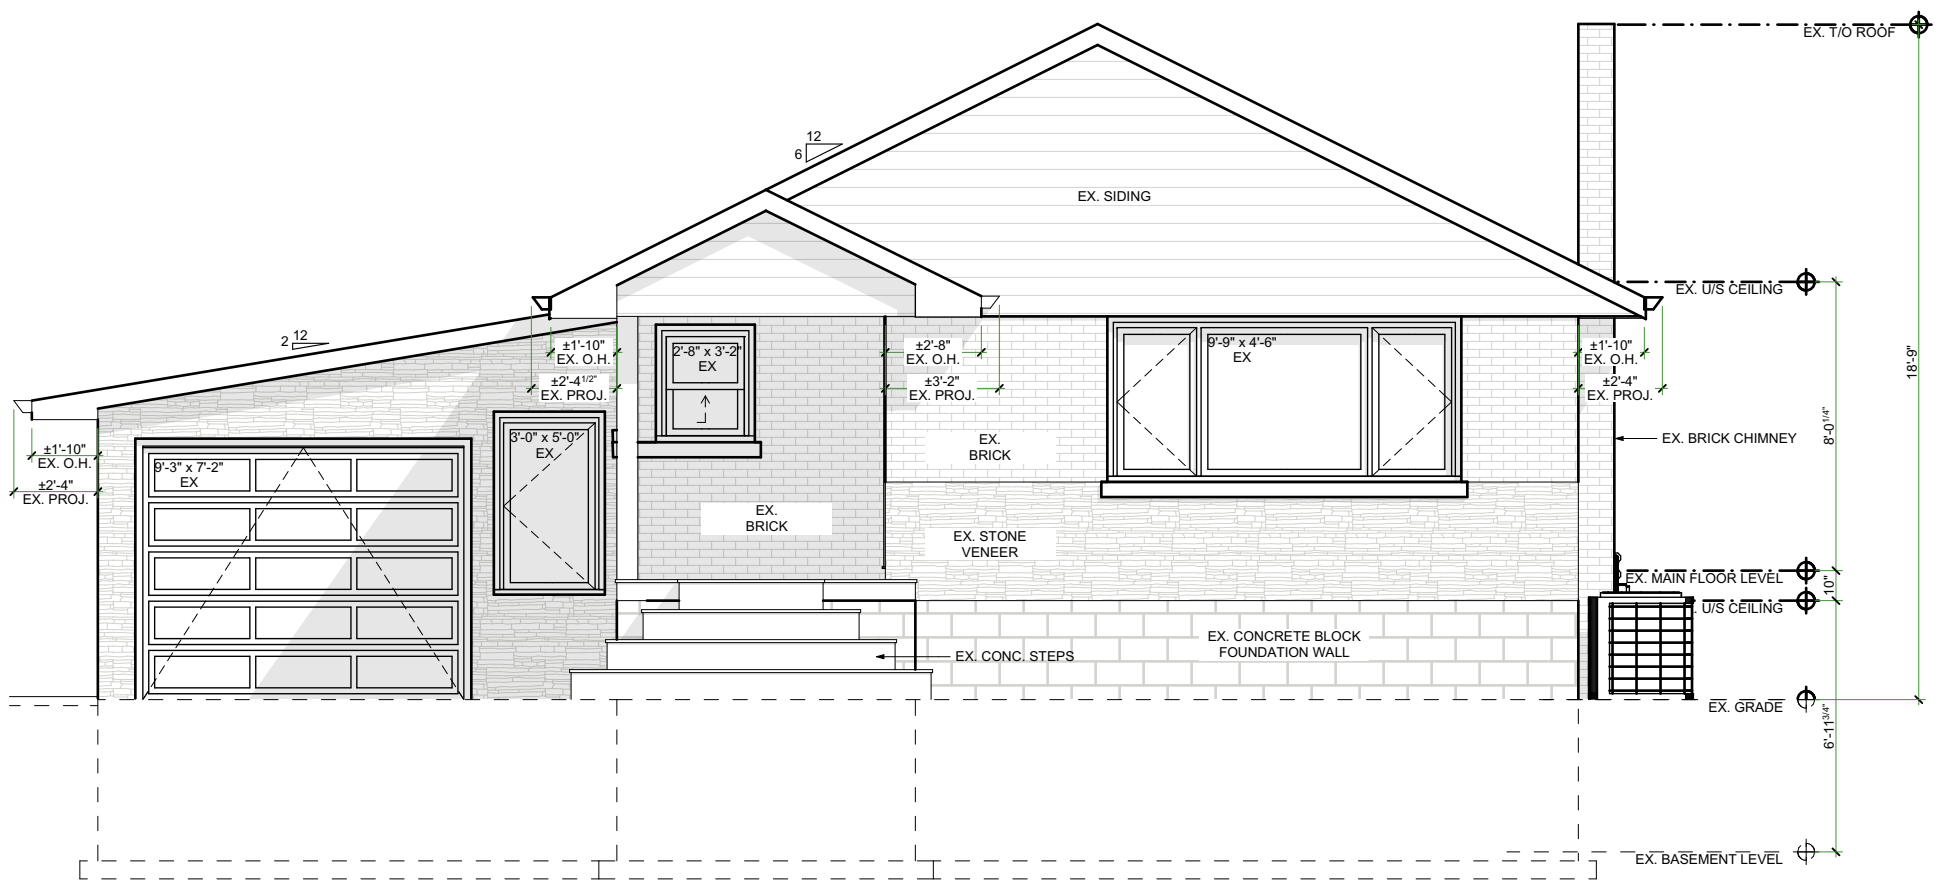 EX. T/O ROOF
12
6
EX. SIDING
EX. U/S CEILING
12
2
±1'-10"
EX. O.H.
±2'-4 1/2"
EX. PROJ.
2'-8" x 3'-2"
EX
±2'-8"
EX. O.H.
±3'-2"
EX. PROJ.
9'-9" x 4'-6"
EX
±1'-10"
EX. O.H.
±2'-4"
EX. PROJ.
18'-9"
8'-0 1/4"
±1'-10"
EX. O.H.
±2'-4"
EX. PROJ.
9'-3" x 7'-2"
EX
3'-0" x 5'-0"
EX
EX.
BRICK
EX. BRICK CHIMNEY
EX.
BRICK
EX. STONE
VENEER
EX. MAIN FLOOR LEVEL
10"
. U/S CEILING
EX. CONCRETE BLOCK
FOUNDATION WALL
EX. CONC. STEPS
EX. GRADE
6'-11 3/4"
EX. BASEMENT LEVEL